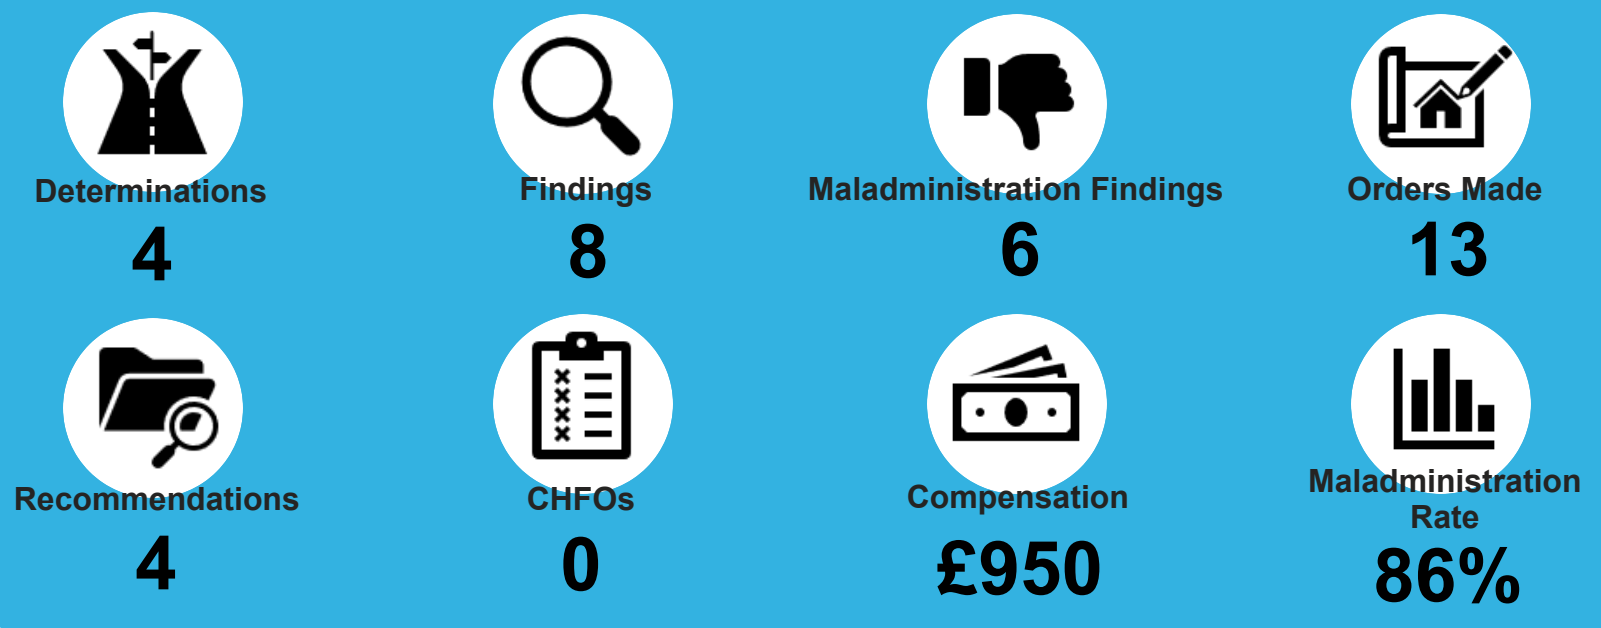 Determinations
4
Findings
8
Maladministration Findings
6
Orders Made
13
Recommendations
4
CHFOs
0
Compensation
£950
Maladministration
Rate
86%